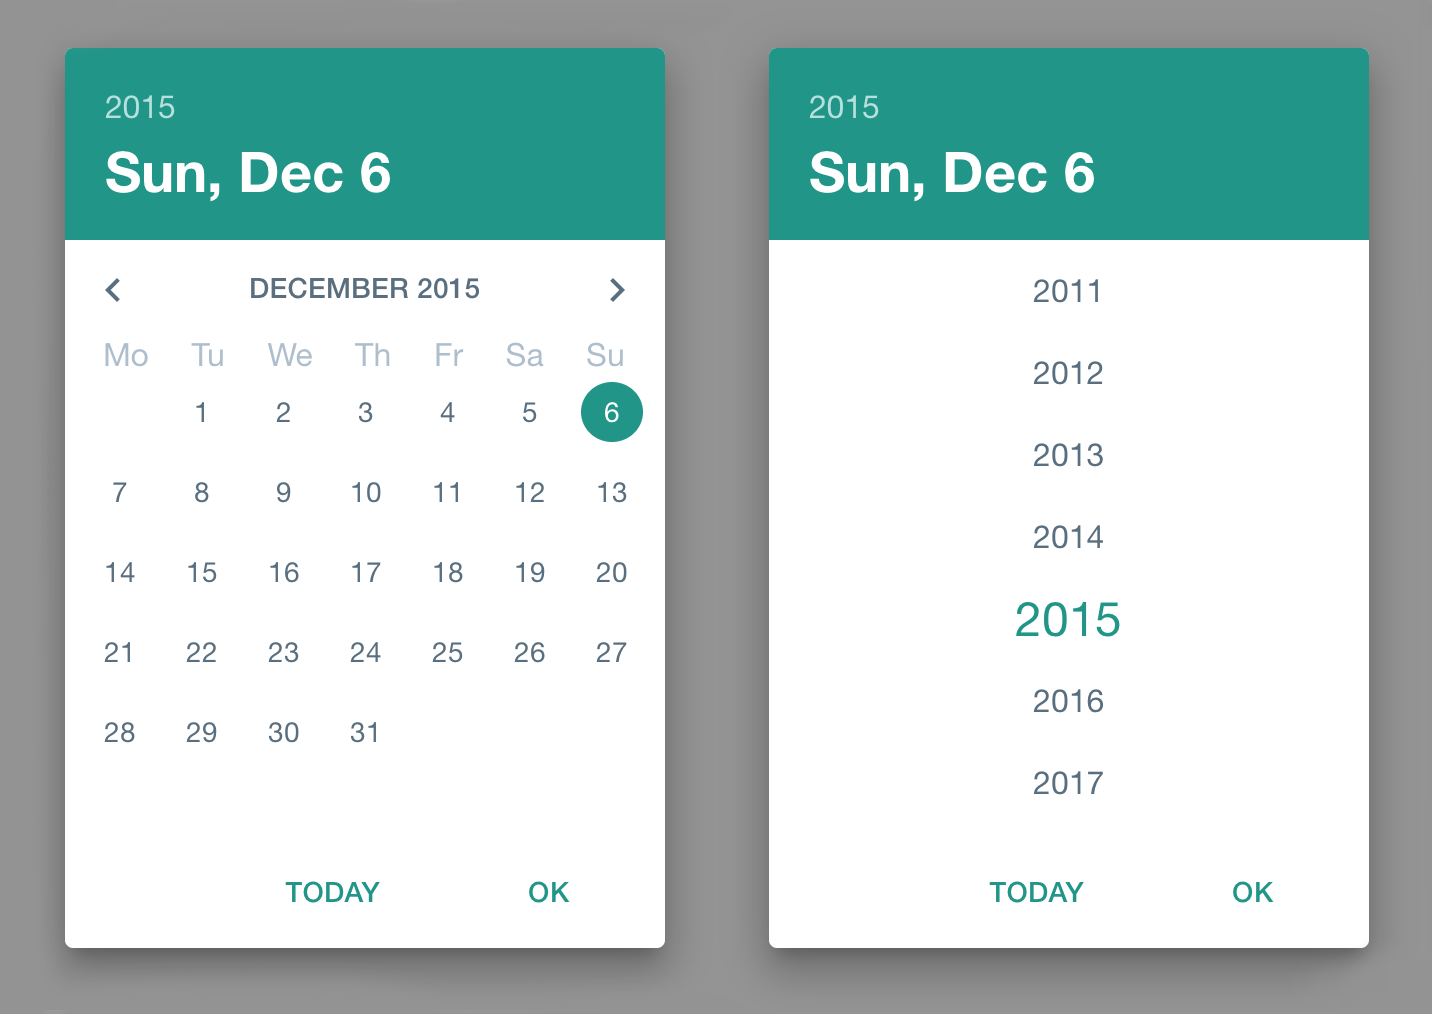 2015
Sun, Dec 6
DECEMBER 2015
Mo Tu We Th Fr Sa Su
1 2 3 4 5 6
7 8 9 10 11 12 13
14 15 16 17 18 19 20
21 22 23 24 25 26 27
28 29 30 31
TODAY OK
2015
Sun, Dec 6
2011
2012
2013
2014
2015
2016
2017
TODAY OK